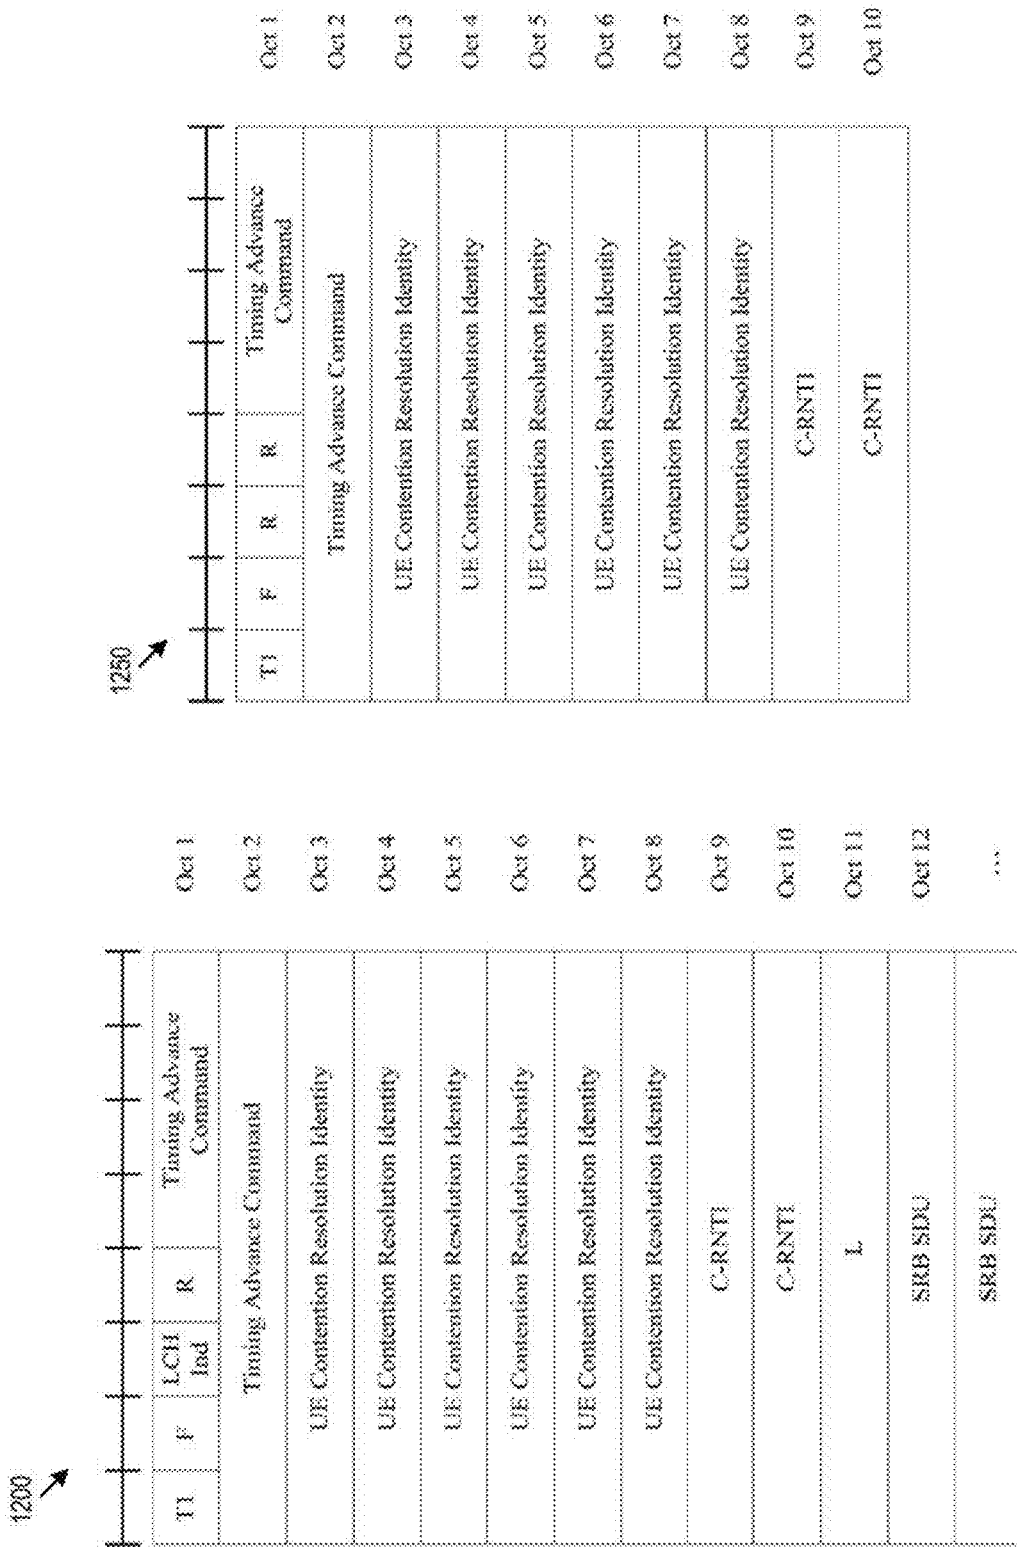 1200
T1 F LCH Ind R Timing Advance Command Oct 1
Timing Advance Command Oct 2
UE Contention Resolution Identity Oct 3
UE Contention Resolution Identity Oct 4
UE Contention Resolution Identity Oct 5
UE Contention Resolution Identity Oct 6
UE Contention Resolution Identity Oct 7
UE Contention Resolution Identity Oct 8
C-RNTI Oct 9
C-RNTI Oct 10
L Oct 11
SRB SDU Oct 12
SRB SDU ...
1250
T1 F R R Timing Advance Command Oct 1
Timing Advance Command Oct 2
UE Contention Resolution Identity Oct 3
UE Contention Resolution Identity Oct 4
UE Contention Resolution Identity Oct 5
UE Contention Resolution Identity Oct 6
UE Contention Resolution Identity Oct 7
UE Contention Resolution Identity Oct 8
C-RNTI Oct 9
C-RNTI Oct 10